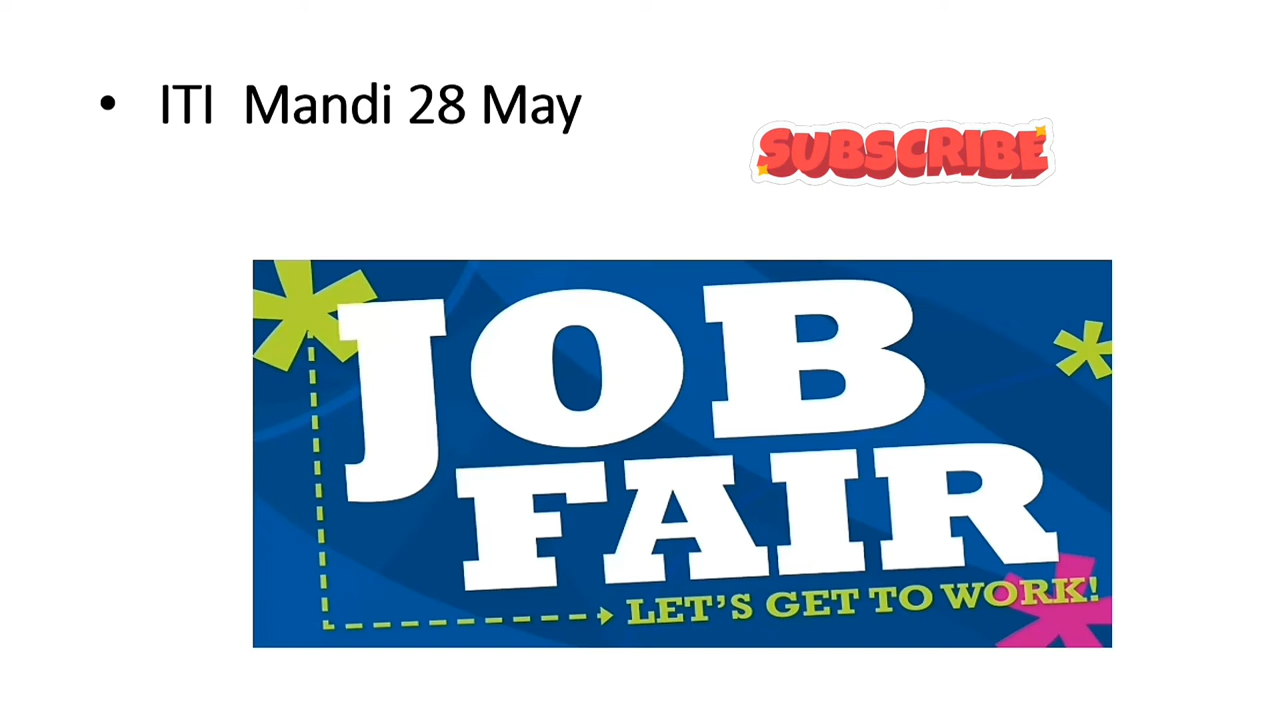 • ITI Mandi 28 May
SUBSCRIBE
JOB
FAIR
LET'S GET TO WORK!